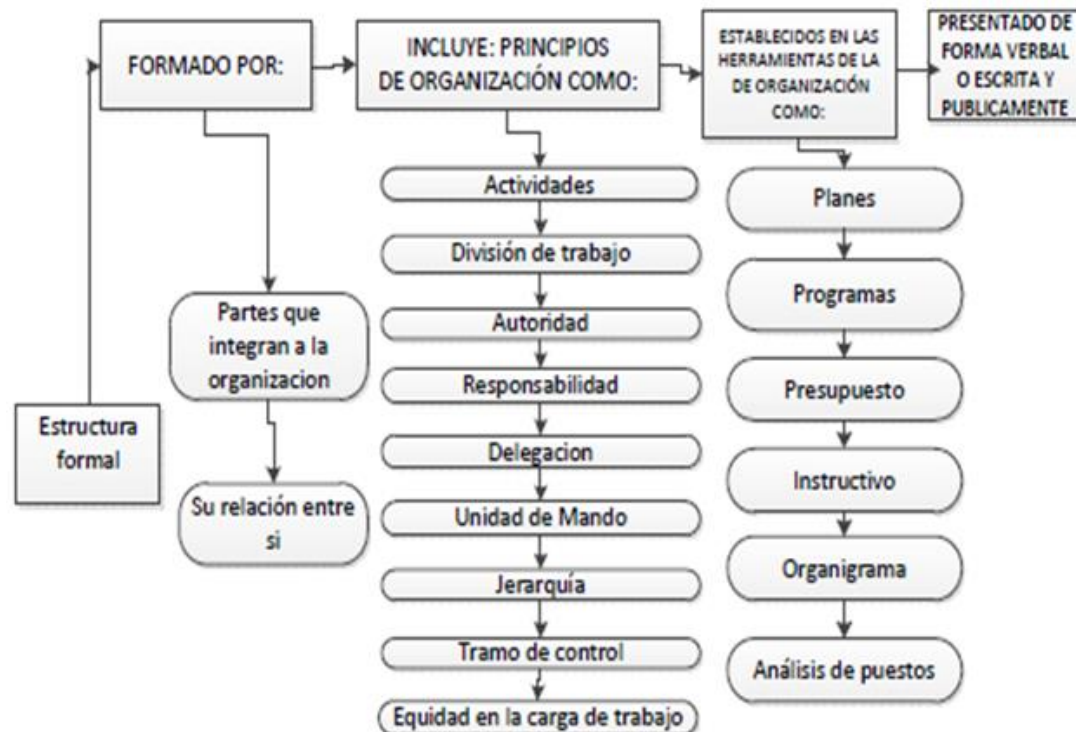 FORMADO POR:
INCLUYE: PRINCIPIOS
DE ORGANIZACIÓN COMO:
ESTABLECIDOS EN LAS
HERRAMIENTAS DE LA
DE ORGANIZACIÓN
COMO:
PRESENTADO DE
FORMA VERBAL
O ESCRITA Y
PUBLICAMENTE
Estructura
formal
Partes que
integran a la
organizacion
Su relación entre
si
Actividades
División de trabajo
Autoridad
Responsabilidad
Delegacion
Unidad de Mando
Jerarquía
Tramo de control
Equidad en la carga de trabajo
Planes
Programas
Presupuesto
Instructivo
Organigrama
Análisis de puestos